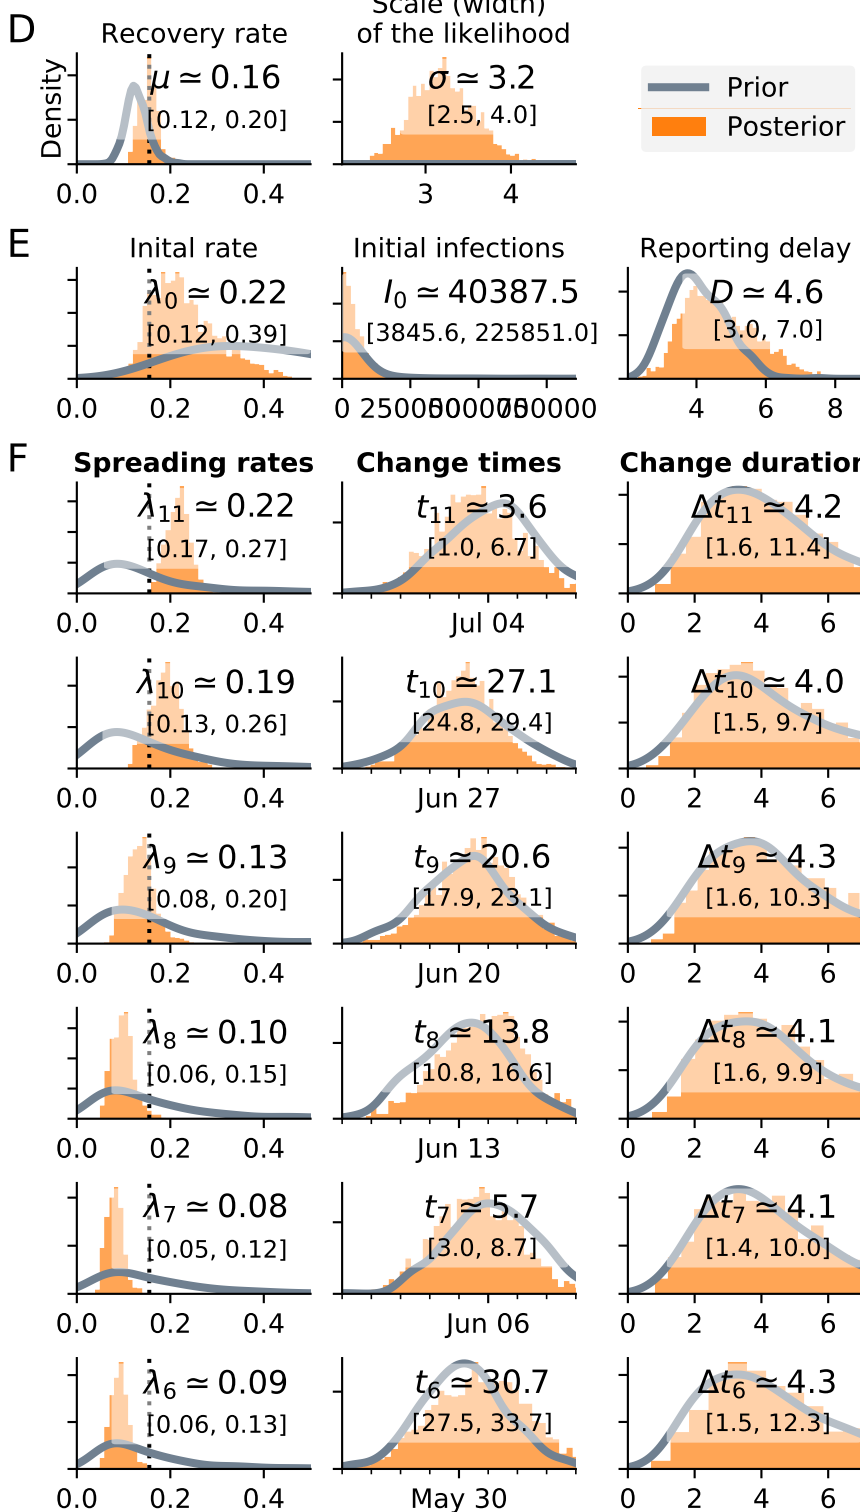 D
Scale (width)
Recovery rate
of the likelihood
Density
μ ≃ 0.16
[0.12, 0.20]
σ ≃ 3.2
[2.5, 4.0]
Prior
Posterior
0.0 0.2 0.4
3 4
E
Inital rate
Initial infections
Reporting delay
λ0 ≃ 0.22
[0.12, 0.39]
I0 ≃ 40387.5
[3845.6, 225851.0]
D ≃ 4.6
[3.0, 7.0]
0.0 0.2 0.4
0 250000 500000 750000
4 6 8
F
Spreading rates
Change times
Change duration
λ11 ≃ 0.22
[0.17, 0.27]
t11 ≃ 3.6
[1.0, 6.7]
Δt11 ≃ 4.2
[1.6, 11.4]
0.0 0.2 0.4
Jul 04
0 2 4 6
λ10 ≃ 0.19
[0.13, 0.26]
t10 ≃ 27.1
[24.8, 29.4]
Δt10 ≃ 4.0
[1.5, 9.7]
0.0 0.2 0.4
Jun 27
0 2 4 6
λ9 ≃ 0.13
[0.08, 0.20]
t9 ≃ 20.6
[17.9, 23.1]
Δt9 ≃ 4.3
[1.6, 10.3]
0.0 0.2 0.4
Jun 20
0 2 4 6
λ8 ≃ 0.10
[0.06, 0.15]
t8 ≃ 13.8
[10.8, 16.6]
Δt8 ≃ 4.1
[1.6, 9.9]
0.0 0.2 0.4
Jun 13
0 2 4 6
λ7 ≃ 0.08
[0.05, 0.12]
t7 ≃ 5.7
[3.0, 8.7]
Δt7 ≃ 4.1
[1.4, 10.0]
0.0 0.2 0.4
Jun 06
0 2 4 6
λ6 ≃ 0.09
[0.06, 0.13]
t6 ≃ 30.7
[27.5, 33.7]
Δt6 ≃ 4.3
[1.5, 12.3]
0.0 0.2 0.4
May 30
0 2 4 6